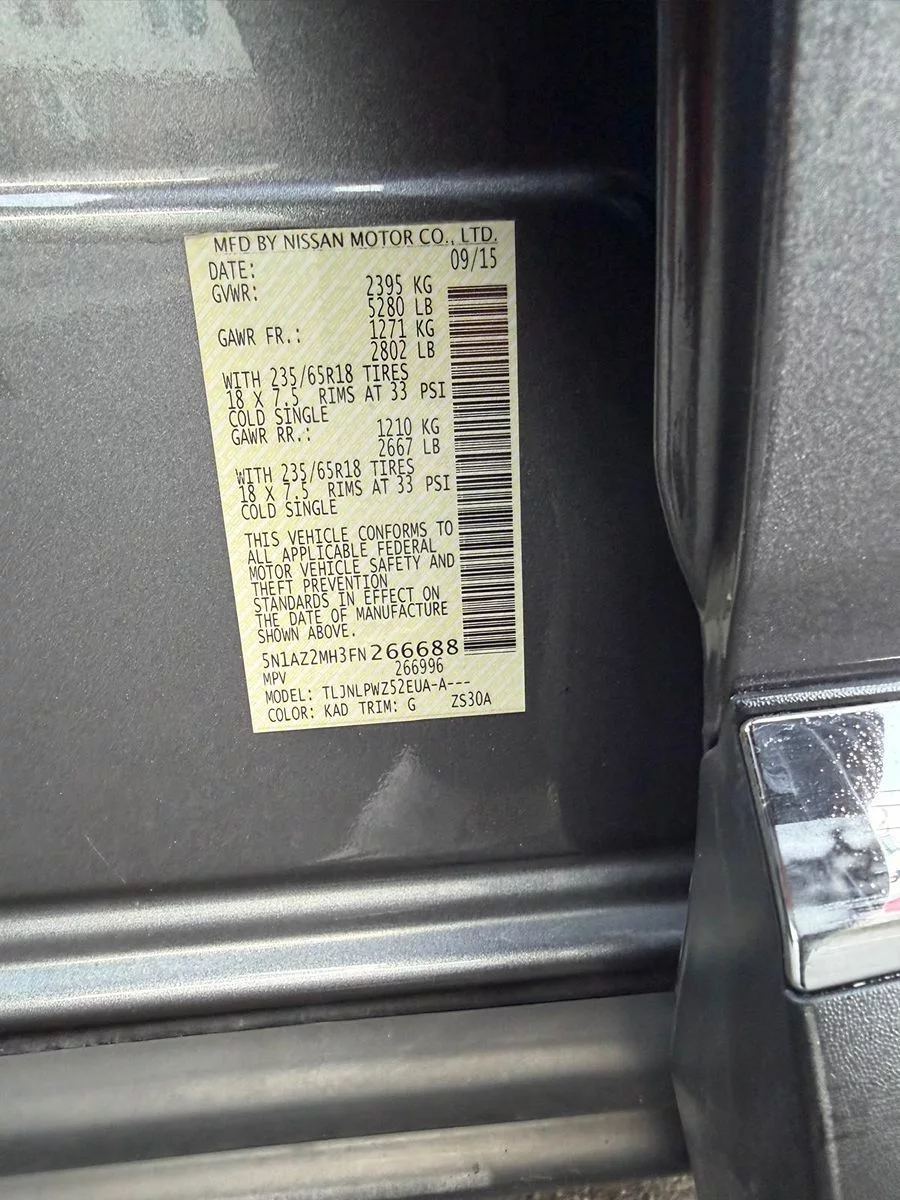 MFD BY NISSAN MOTOR CO., LTD.
DATE: 09/15
GVWR: 2395 KG
5280 LB
GAWR FR.: 1271 KG
2802 LB
WITH 235/65R18 TIRES
18 X 7.5 RIMS AT 33 PSI
COLD SINGLE
GAWR RR.: 1210 KG
2667 LB
WITH 235/65R18 TIRES
18 X 7.5 RIMS AT 33 PSI
COLD SINGLE
THIS VEHICLE CONFORMS TO
ALL APPLICABLE FEDERAL
MOTOR VEHICLE SAFETY AND
THEFT PREVENTION
STANDARDS IN EFFECT ON
THE DATE OF MANUFACTURE
SHOWN ABOVE.
5N1AZ2MH3FN266688
MPV 266996
MODEL: TLJNLPWZ52EUA-A---
COLOR: KAD TRIM: G ZS30A